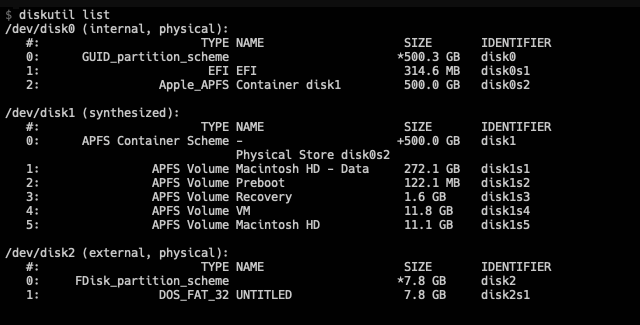 $ diskutil list
/dev/disk0 (internal, physical):
   #:                       TYPE NAME                    SIZE       IDENTIFIER
   0:      GUID_partition_scheme                        *500.3 GB   disk0
   1:                        EFI EFI                     314.6 MB   disk0s1
   2:                 Apple_APFS Container disk1         500.0 GB   disk0s2
/dev/disk1 (synthesized):
   #:                       TYPE NAME                    SIZE       IDENTIFIER
   0:      APFS Container Scheme -                      +500.0 GB   disk1
                                 Physical Store disk0s2
   1:                APFS Volume Macintosh HD - Data     272.1 GB   disk1s1
   2:                APFS Volume Preboot                 122.1 MB   disk1s2
   3:                APFS Volume Recovery                1.6 GB     disk1s3
   4:                APFS Volume VM                      11.8 GB    disk1s4
   5:                APFS Volume Macintosh HD            11.1 GB    disk1s5
/dev/disk2 (external, physical):
   #:                       TYPE NAME                    SIZE       IDENTIFIER
   0:     FDisk_partition_scheme                        *7.8 GB     disk2
   1:                 DOS_FAT_32 UNTITLED                7.8 GB     disk2s1